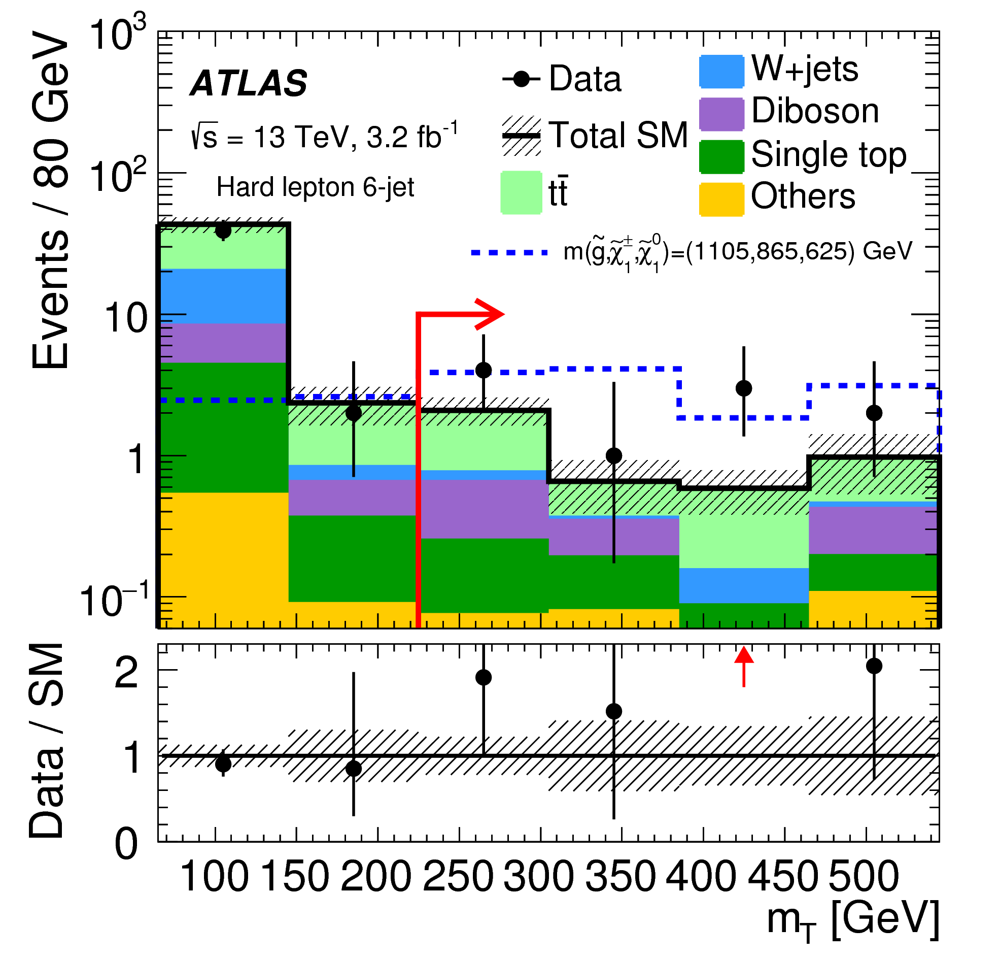 Events / 80 GeV
10³
10²
10
1
10⁻¹
ATLAS
√s = 13 TeV, 3.2 fb⁻¹
Hard lepton 6-jet
Data
Total SM
tt̄
W+jets
Diboson
Single top
Others
m(g̃,χ̃₁±,χ̃₁⁰)=(1105,865,625) GeV
Data / SM
2
1
0
100 150 200 250 300 350 400 450 500
m_T [GeV]